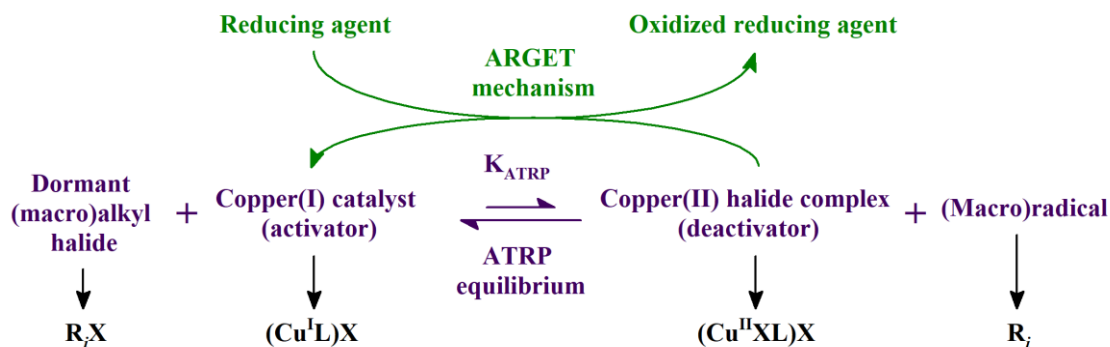 Reducing agent
Oxidized reducing agent
ARGET
mechanism
K_ATRP
Dormant
(macro)alkyl
halide
+
Copper(I) catalyst
(activator)
Copper(II) halide complex
(deactivator)
+
(Macro)radical
ATRP
equilibrium
RᵢX
(CuᴵL)X
(CuᴵᴵXL)X
Rᵢ